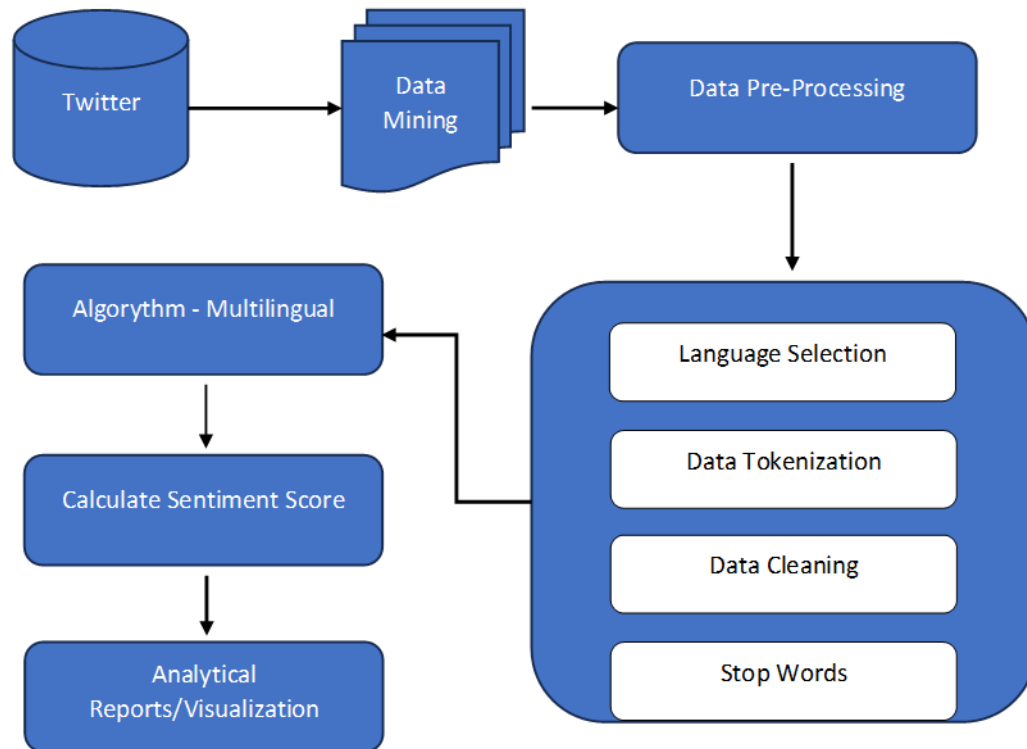 Twitter
Data
Mining
Data Pre-Processing
Language Selection
Data Tokenization
Data Cleaning
Stop Words
Algorythm - Multilingual
Calculate Sentiment Score
Analytical
Reports/Visualization